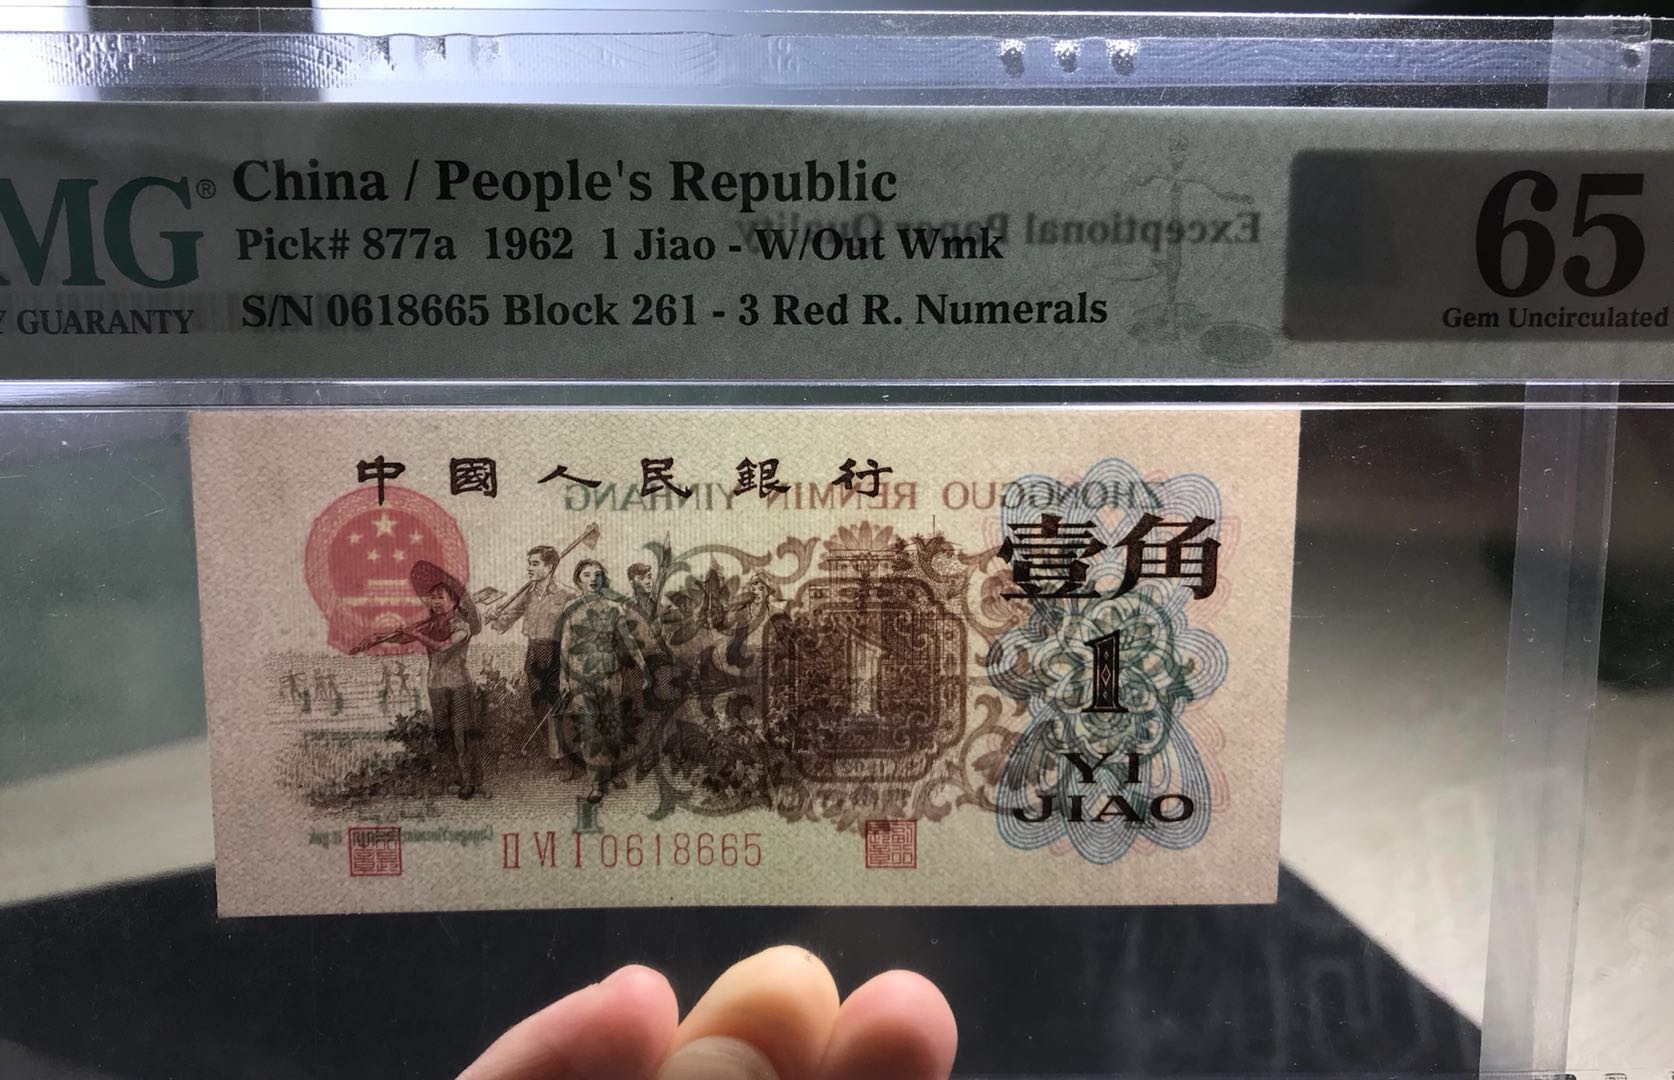 MG® China / People's Republic
Pick# 877a 1962 1 Jiao - W/Out Wmk
Exceptional Paper Quality
GUARANTY S/N 0618665 Block 261 - 3 Red R. Numerals
65
Gem Uncirculated
中國人民銀行
ZHONGGUO RENMIN YINHANG
壹角
1
YI
JIAO
II VI I 0618665